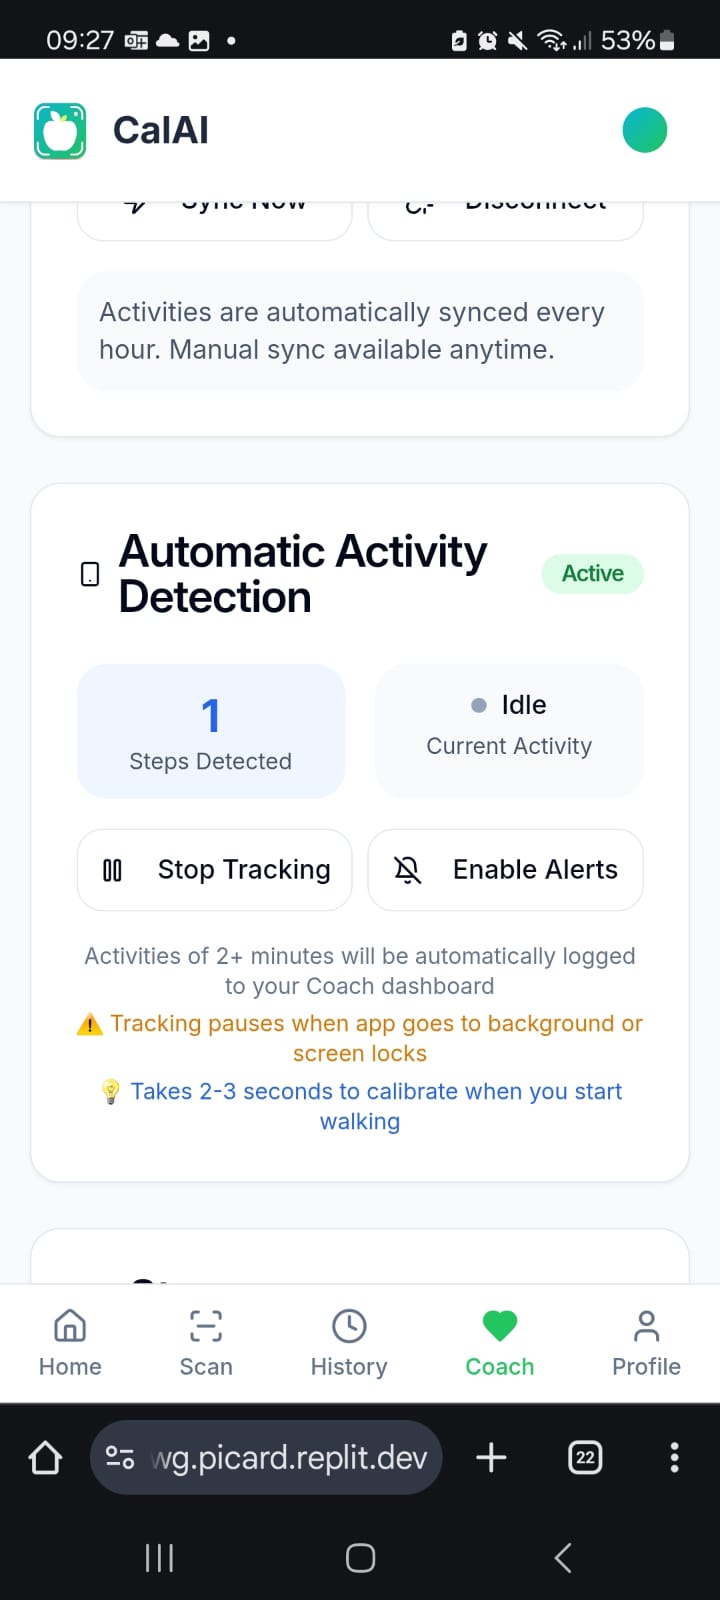 09:27
53%
CalAI
Sync Now
Disconnect
Activities are automatically synced every
hour. Manual sync available anytime.
Automatic Activity
Detection
Active
1
Steps Detected
Idle
Current Activity
Stop Tracking
Enable Alerts
Activities of 2+ minutes will be automatically logged
to your Coach dashboard
⚠️ Tracking pauses when app goes to background or
screen locks
💡 Takes 2-3 seconds to calibrate when you start
walking
Home
Scan
History
Coach
Profile
wg.picard.replit.dev
22